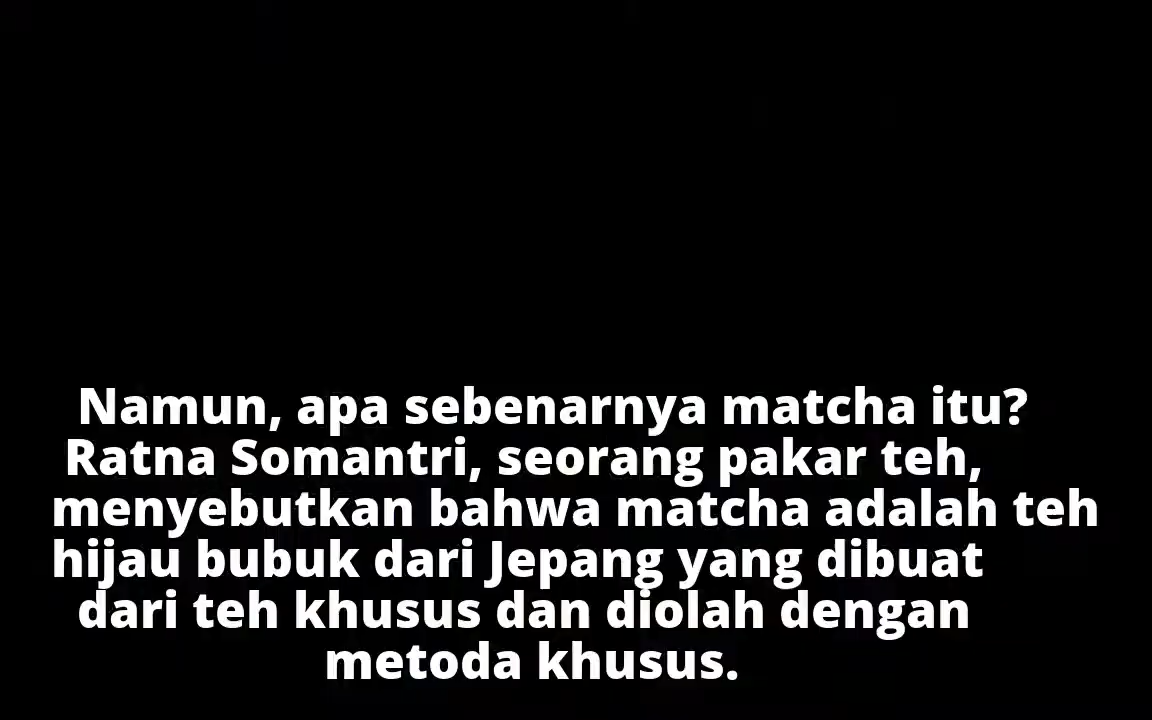 Namun, apa sebenarnya matcha itu?
Ratna Somantri, seorang pakar teh,
menyebutkan bahwa matcha adalah teh
hijau bubuk dari Jepang yang dibuat
dari teh khusus dan diolah dengan
metoda khusus.